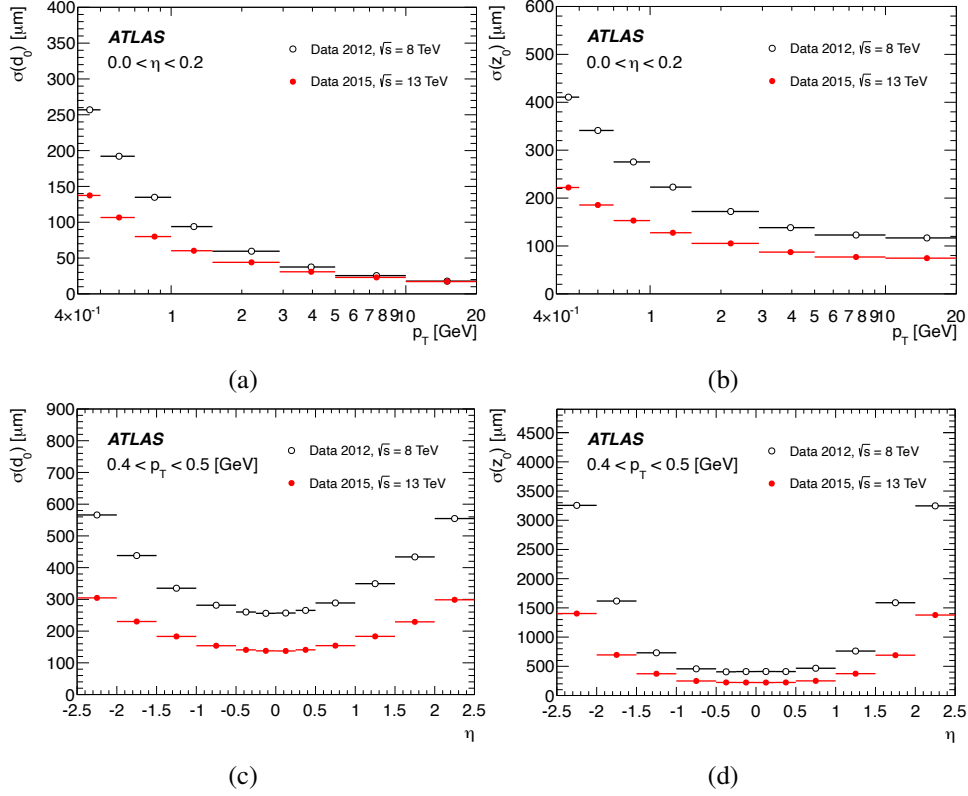 σ(d₀) [μm]
400
350
300
250
200
150
100
50
0
ATLAS
0.0 < η < 0.2
Data 2012, √s = 8 TeV
Data 2015, √s = 13 TeV
4×10⁻¹ 1 2 3 4 5 6 7 8 9 10 20
p_T [GeV]
(a)
σ(z₀) [μm]
600
500
400
300
200
100
0
ATLAS
0.0 < η < 0.2
Data 2012, √s = 8 TeV
Data 2015, √s = 13 TeV
4×10⁻¹ 1 2 3 4 5 6 7 8 9 10 20
p_T [GeV]
(b)
σ(d₀) [μm]
900
800
700
600
500
400
300
200
100
0
ATLAS
0.4 < p_T < 0.5 [GeV]
Data 2012, √s = 8 TeV
Data 2015, √s = 13 TeV
-2.5 -2 -1.5 -1 -0.5 0 0.5 1 1.5 2 2.5
η
(c)
σ(z₀) [μm]
4500
4000
3500
3000
2500
2000
1500
1000
500
0
ATLAS
0.4 < p_T < 0.5 [GeV]
Data 2012, √s = 8 TeV
Data 2015, √s = 13 TeV
-2.5 -2 -1.5 -1 -0.5 0 0.5 1 1.5 2 2.5
η
(d)